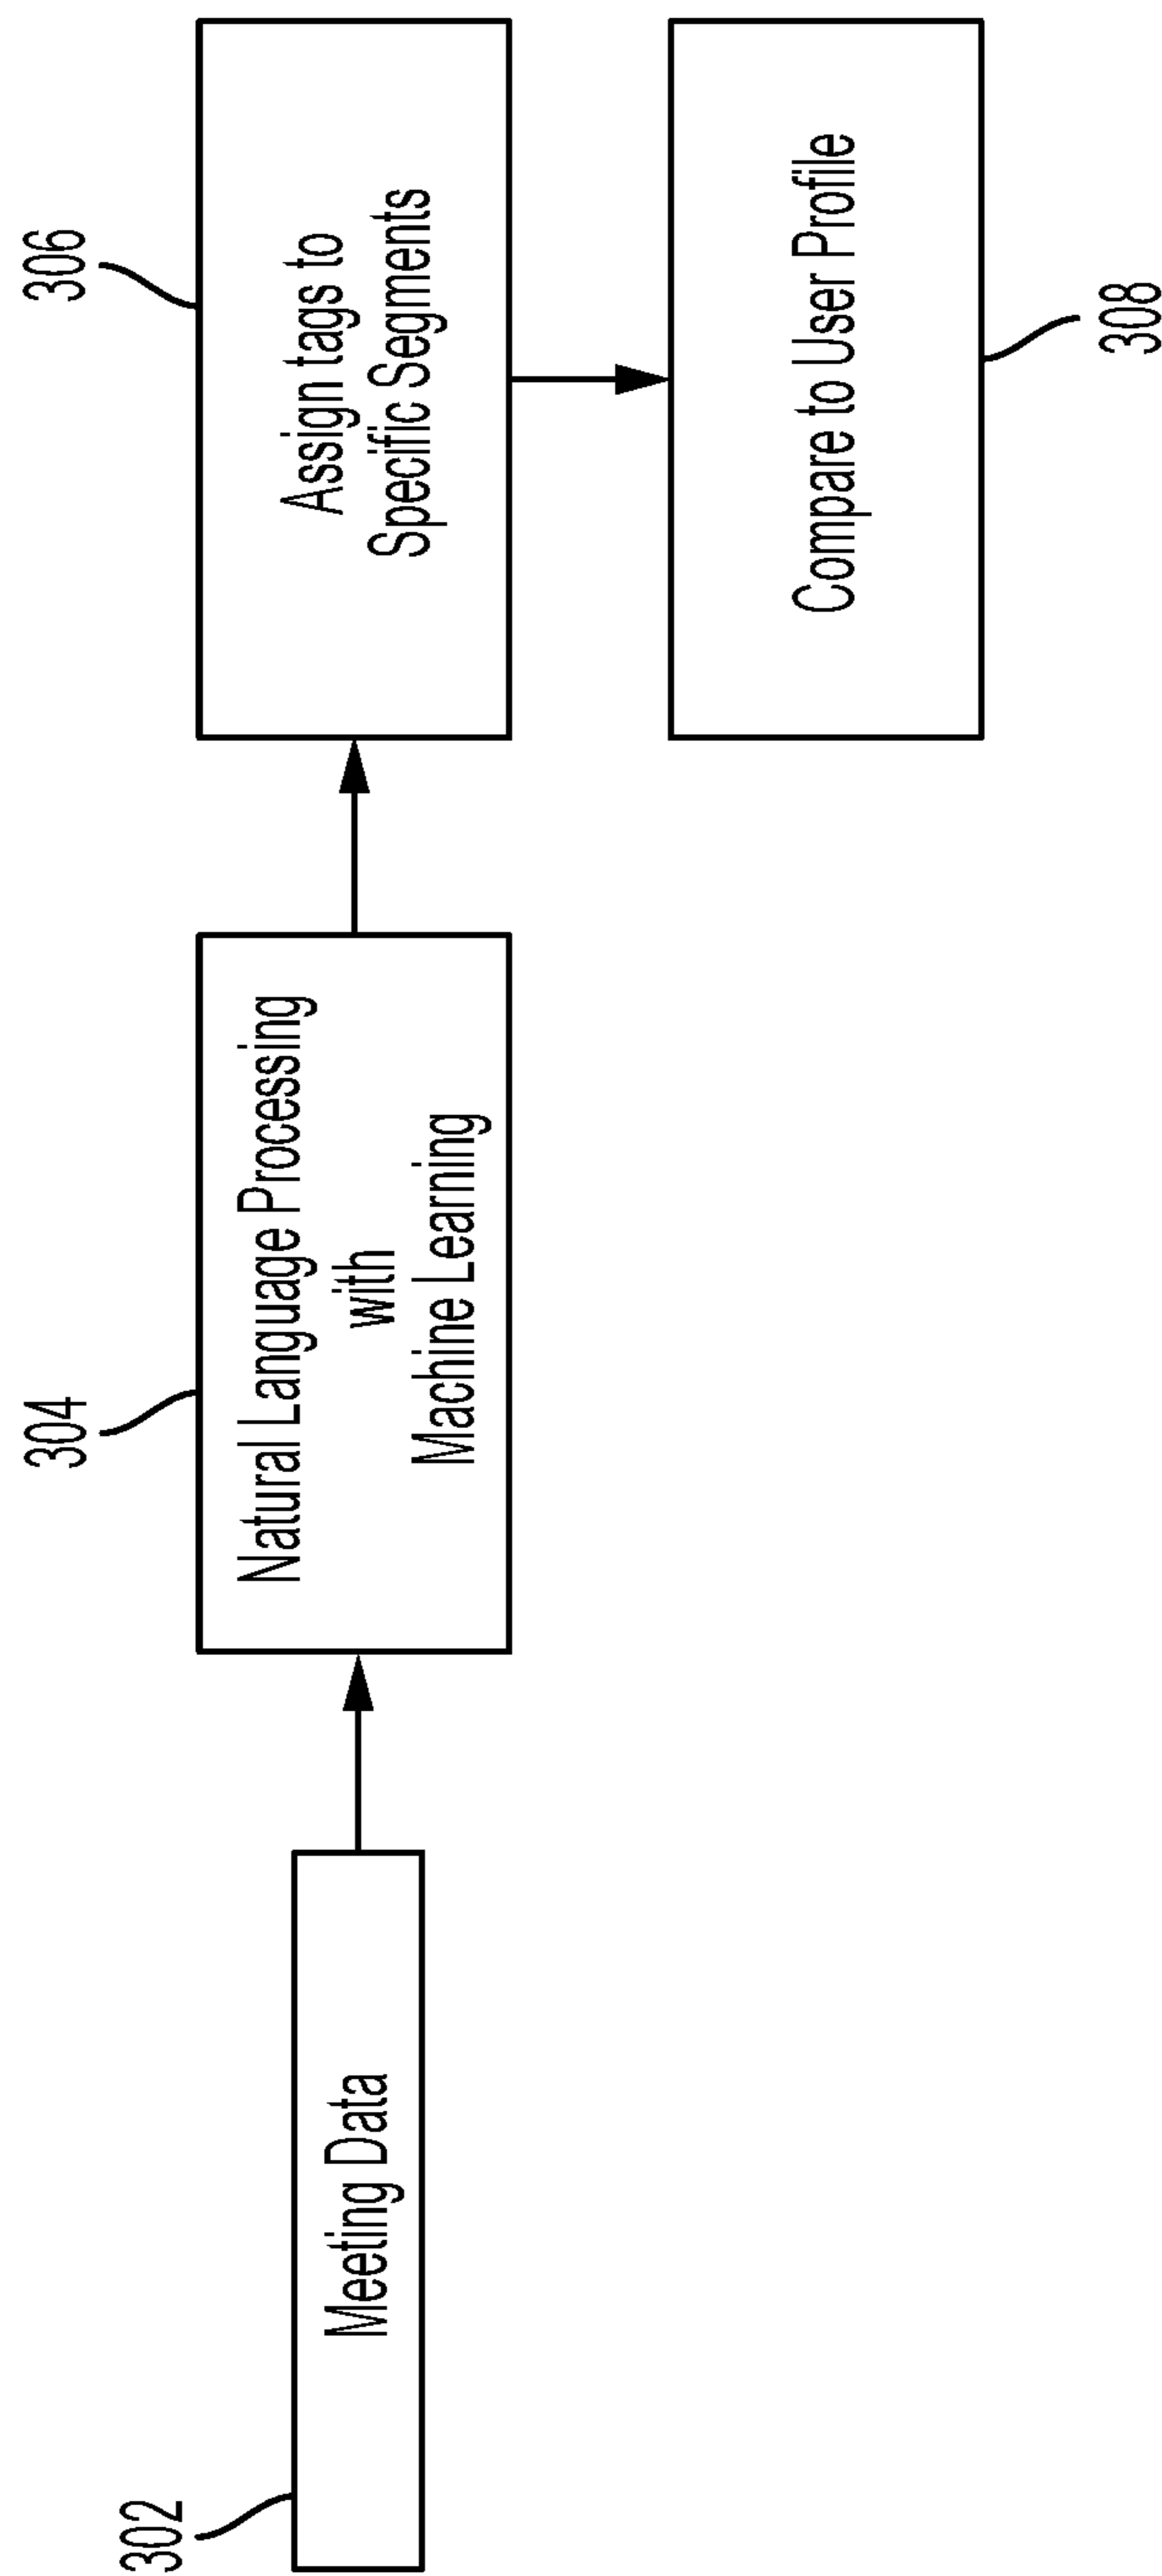 302
Meeting Data
304
Natural Language Processing
with
Machine Learning
306
Assign tags to
Specific Segments
Compare to User Profile
308